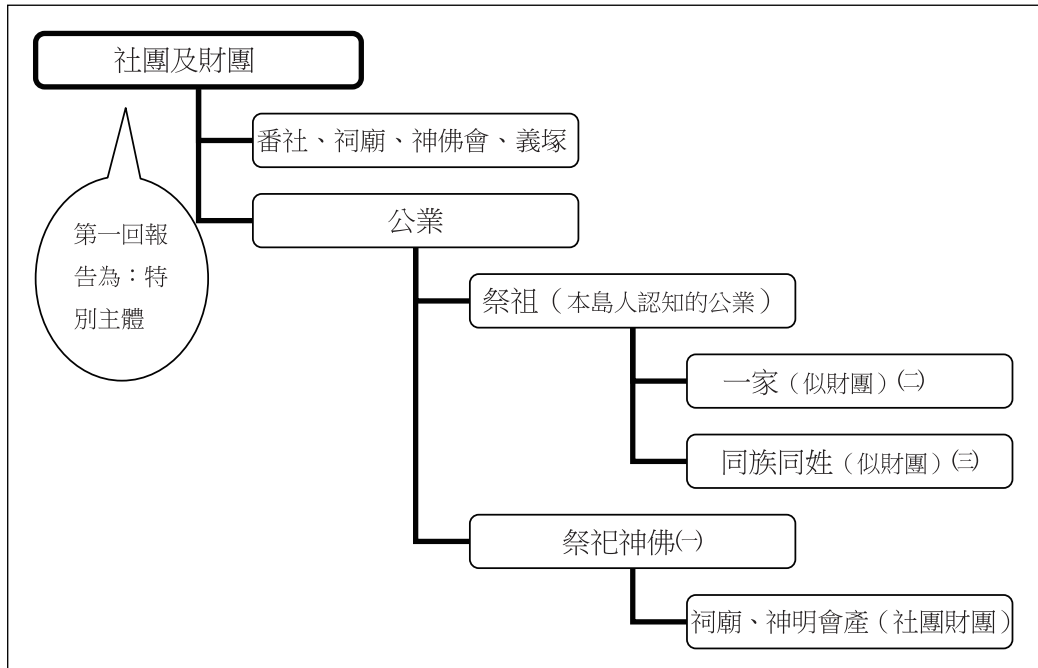 社團及財團
番社、祠廟、神佛會、義塚
公業
第一回報
告為：特
別主體
祭祖（本島人認知的公業）
一家（似財團）㈡
同族同姓（似財團）㈢
祭祀神佛㈠
祠廟、神明會產（社團財團）